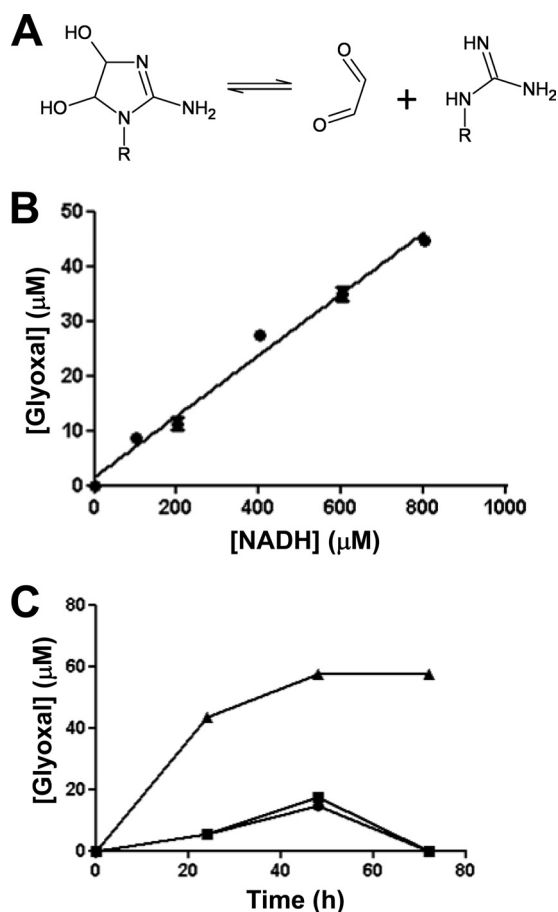 A
HO
N
HO
N
NH2
R
O
O
+
NH
HN
NH2
R
B
50
40
30
20
10
0
[Glyoxal] (μM)
0 200 400 600 800 1000
[NADH] (μM)
C
80
60
40
20
0
[Glyoxal] (μM)
0 20 40 60 80
Time (h)